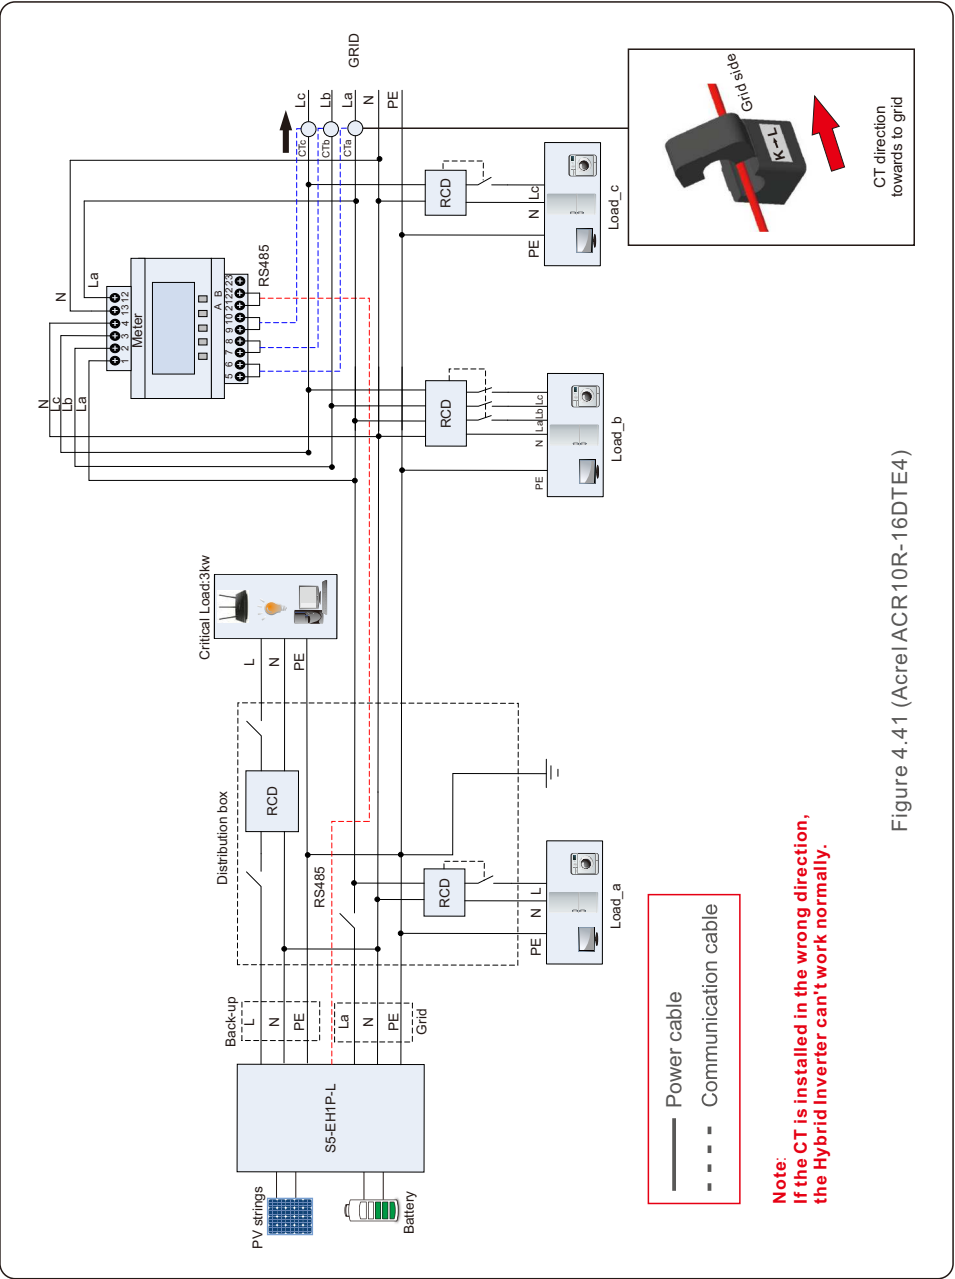 GRID
Lc
Lb
La
N
PE
CTc
CTb
CTa
Grid side
K→L
CT direction
towards to grid
RCD
Lc
N
PE
Load_c
La
N
12
13
4
3
2
1
Meter
23
22
21
10
9
8
7
6
5
B
A
RS485
N
Lc
Lb
La
RCD
Lc
Lb
La
N
PE
Load_b
Critical Load:3kw
L
N
PE
Distribution box
RCD
RS485
RCD
L
N
PE
Load_a
Back-up
L
N
PE
La
N
PE
Grid
S5-EH1P-L
PV strings
Battery
Power cable
Communication cable
Note:
If the CT is installed in the wrong direction,
the Hybrid Inverter can't work normally.
Figure 4.41 (Acrel ACR10R-16DTE4)